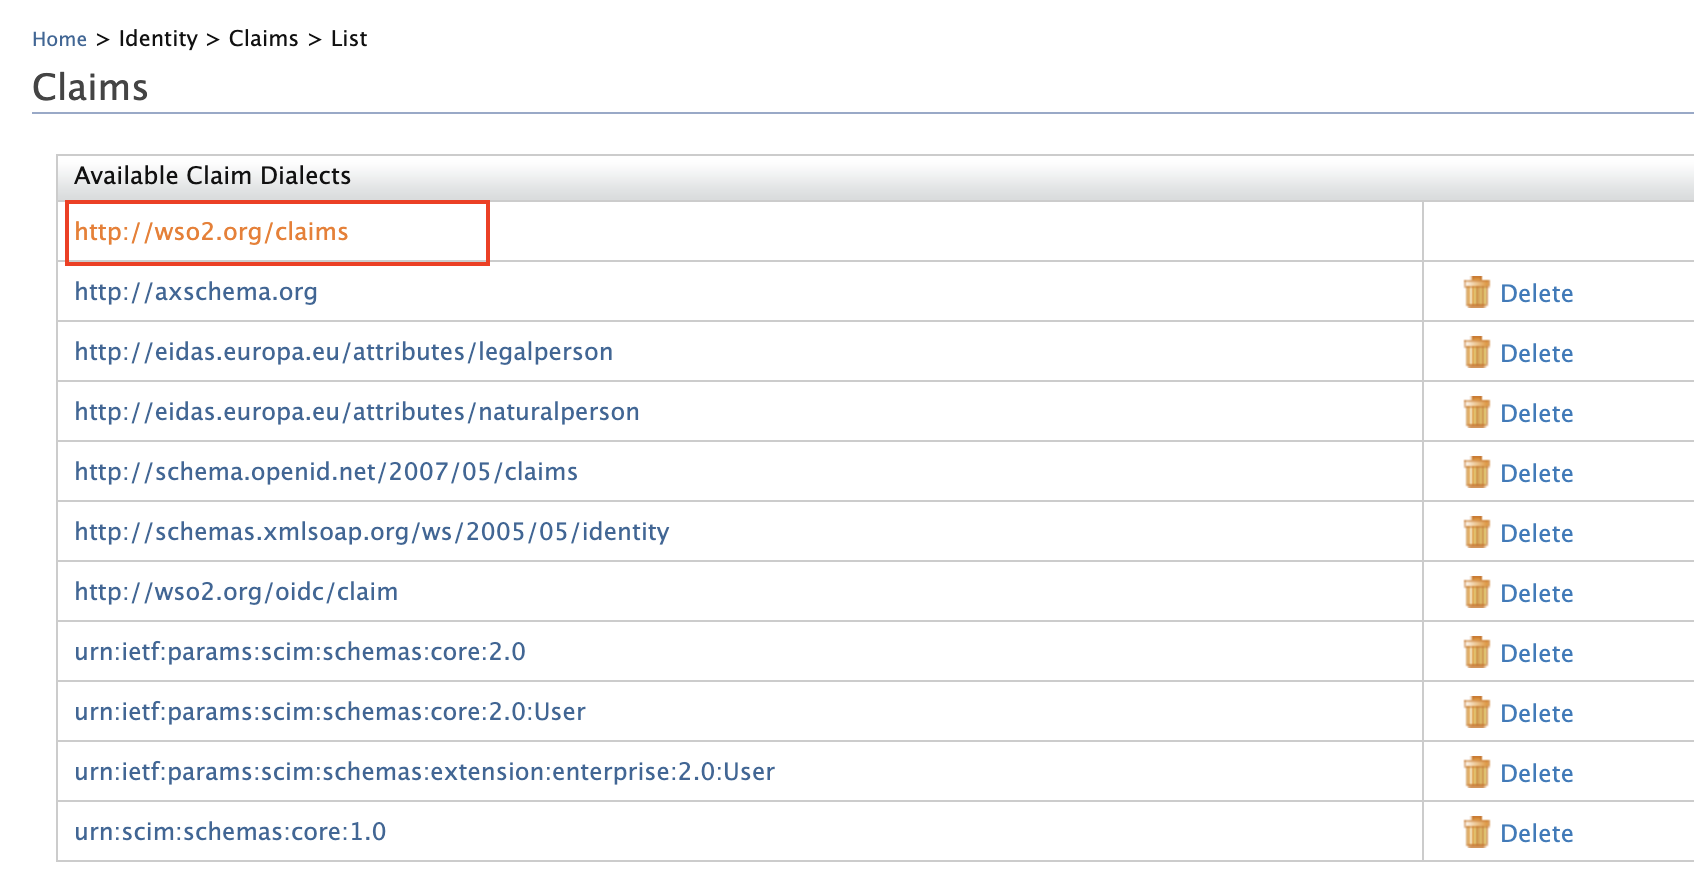 Home > Identity > Claims > List
Claims
Available Claim Dialects
http://wso2.org/claims
http://axschema.org Delete
http://eidas.europa.eu/attributes/legalperson Delete
http://eidas.europa.eu/attributes/naturalperson Delete
http://schema.openid.net/2007/05/claims Delete
http://schemas.xmlsoap.org/ws/2005/05/identity Delete
http://wso2.org/oidc/claim Delete
urn:ietf:params:scim:schemas:core:2.0 Delete
urn:ietf:params:scim:schemas:core:2.0:User Delete
urn:ietf:params:scim:schemas:extension:enterprise:2.0:User Delete
urn:scim:schemas:core:1.0 Delete